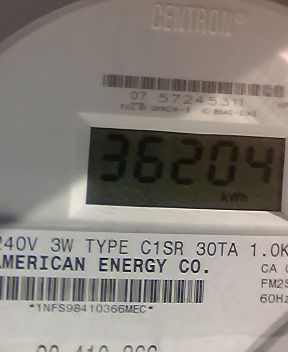 CENTRON®
07 57245311
36204
kWh
240V 3W TYPE C1SR 30TA 1.0K
AMERICAN ENERGY CO.
CA
FM2S
60Hz
*1NFS98410366MEC*